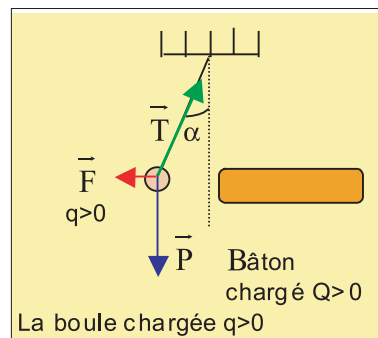 T⃗ α
F⃗
q>0
P⃗
Bâton
chargé Q>0
La boule chargée q>0